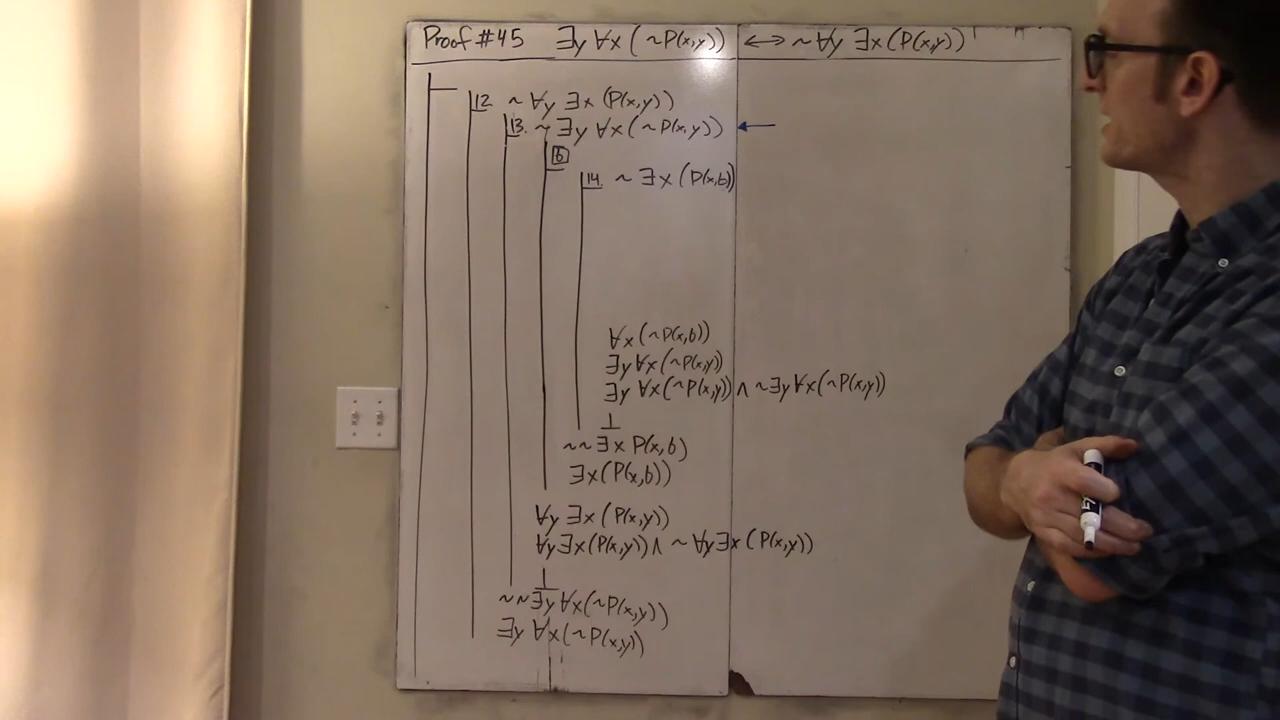 Proof #45 ∃y ∀x (~P(x,y)) ⟷ ~∀y ∃x(P(x,y))
12. ~∀y ∃x (P(x,y))
13. ~∃y ∀x(~P(x,y)) ←
b
14. ~∃x(P(x,b))
∀x(~P(x,b))
∃y∀x(~P(x,y))
∃y ∀x(~P(x,y)) ∧ ~∃y∀x(~P(x,y))
⊥
~~∃x P(x,b)
∃x(P(x,b))
∀y ∃x(P(x,y))
∀y∃x(P(x,y)) ∧ ~∀y∃x(P(x,y))
⊥
~~∃y ∀x(~P(x,y))
∃y ∀x(~P(x,y))